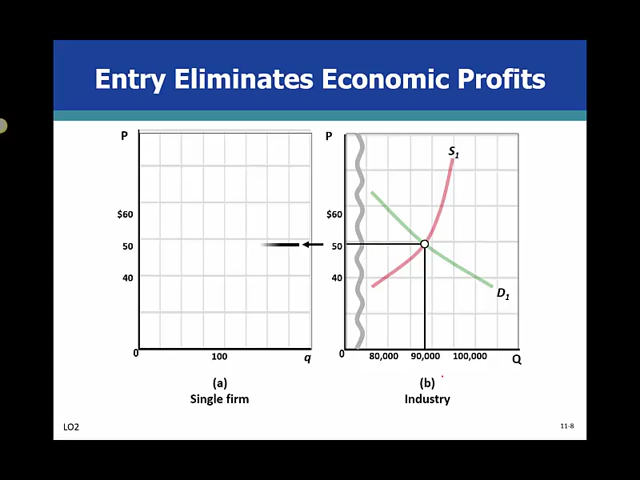 Entry Eliminates Economic Profits
P
$60
50
40
0
100
q
P
S1
$60
50
40
D1
0
80,000
90,000
100,000
Q
(a)
Single firm
(b)
Industry
LO2
11-8